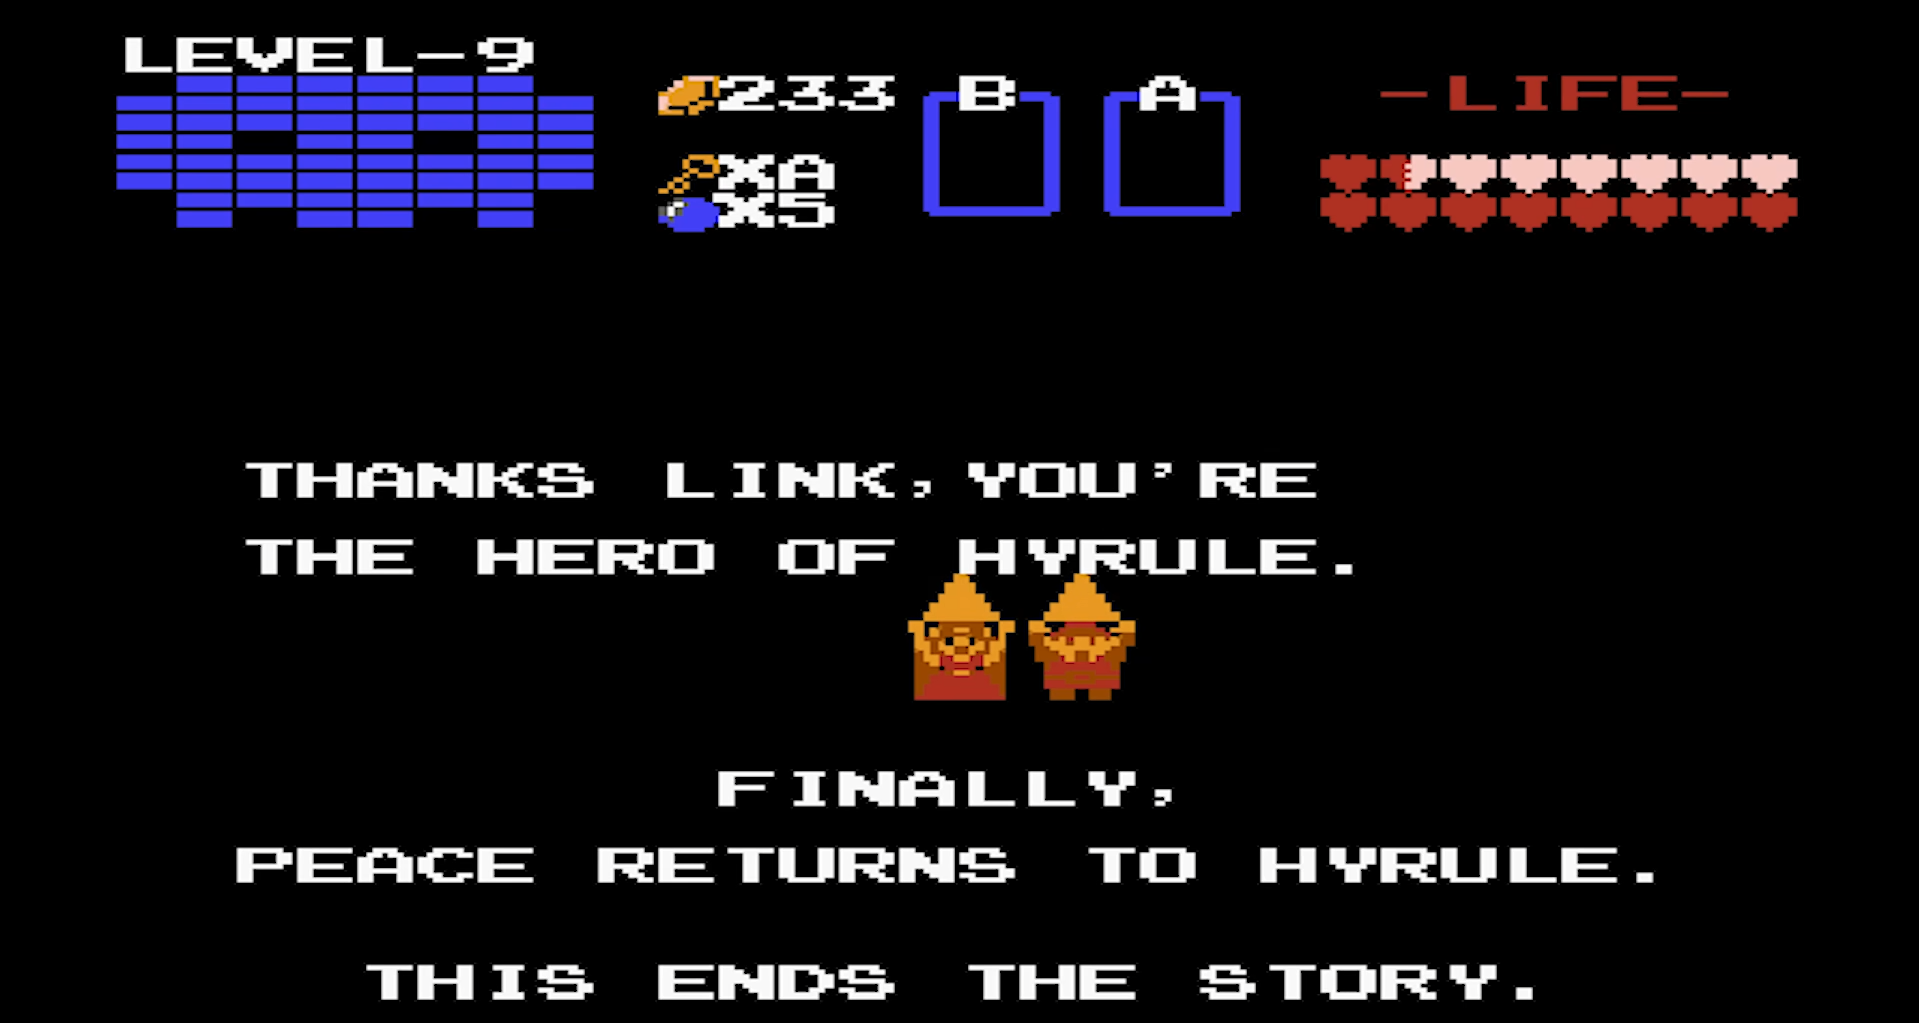 LEVEL-9
233 B A -LIFE-
XA
X5
THANKS LINK,YOU'RE
THE HERO OF HYRULE.
FINALLY,
PEACE RETURNS TO HYRULE.
THIS ENDS THE STORY.